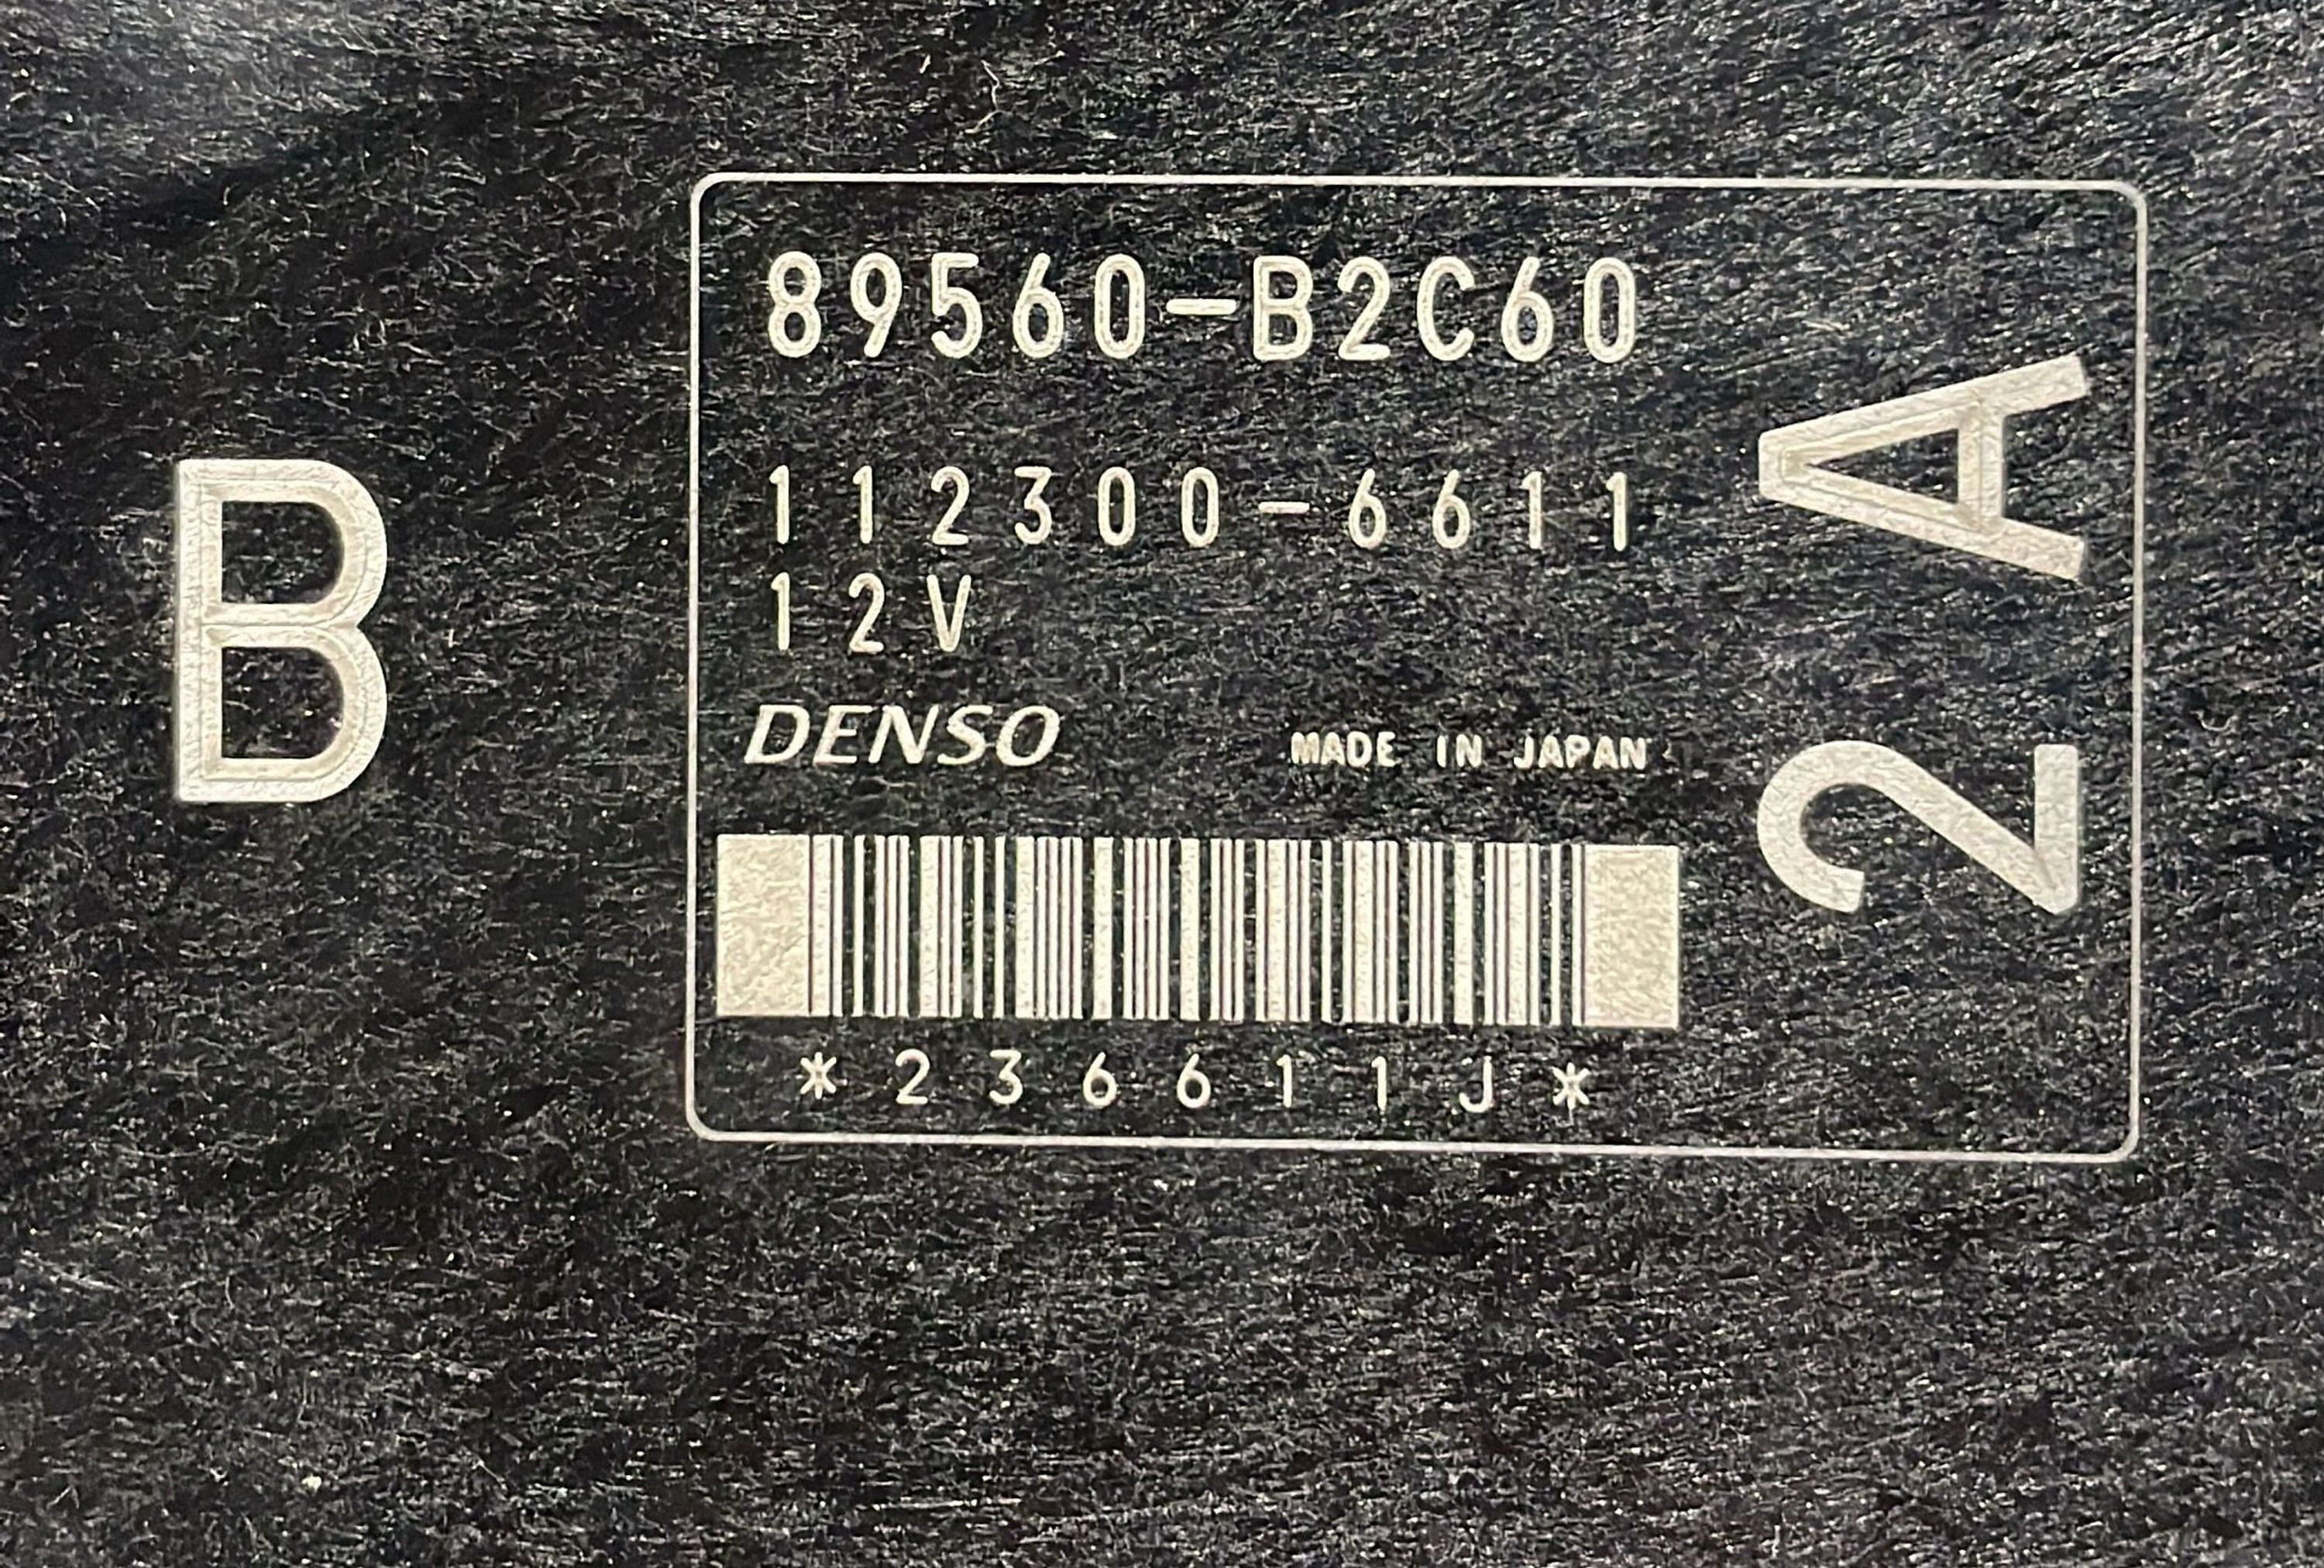 B
89560-B2C60
112300-6611
12V
DENSO
MADE IN JAPAN
*236611J*
2A